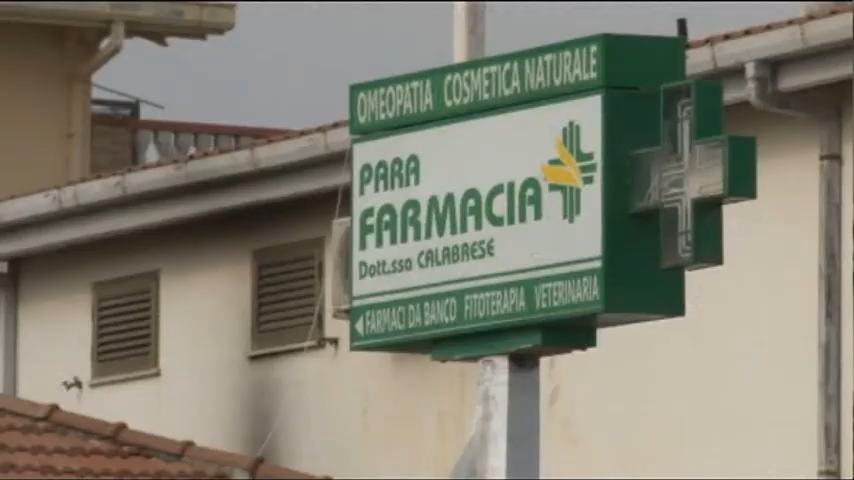 OMEOPATIA COSMETICA NATURALE
PARA
FARMACIA
Dott.ssa CALABRESE
FARMACI DA BANCO FITOTERAPIA VETERINARIA